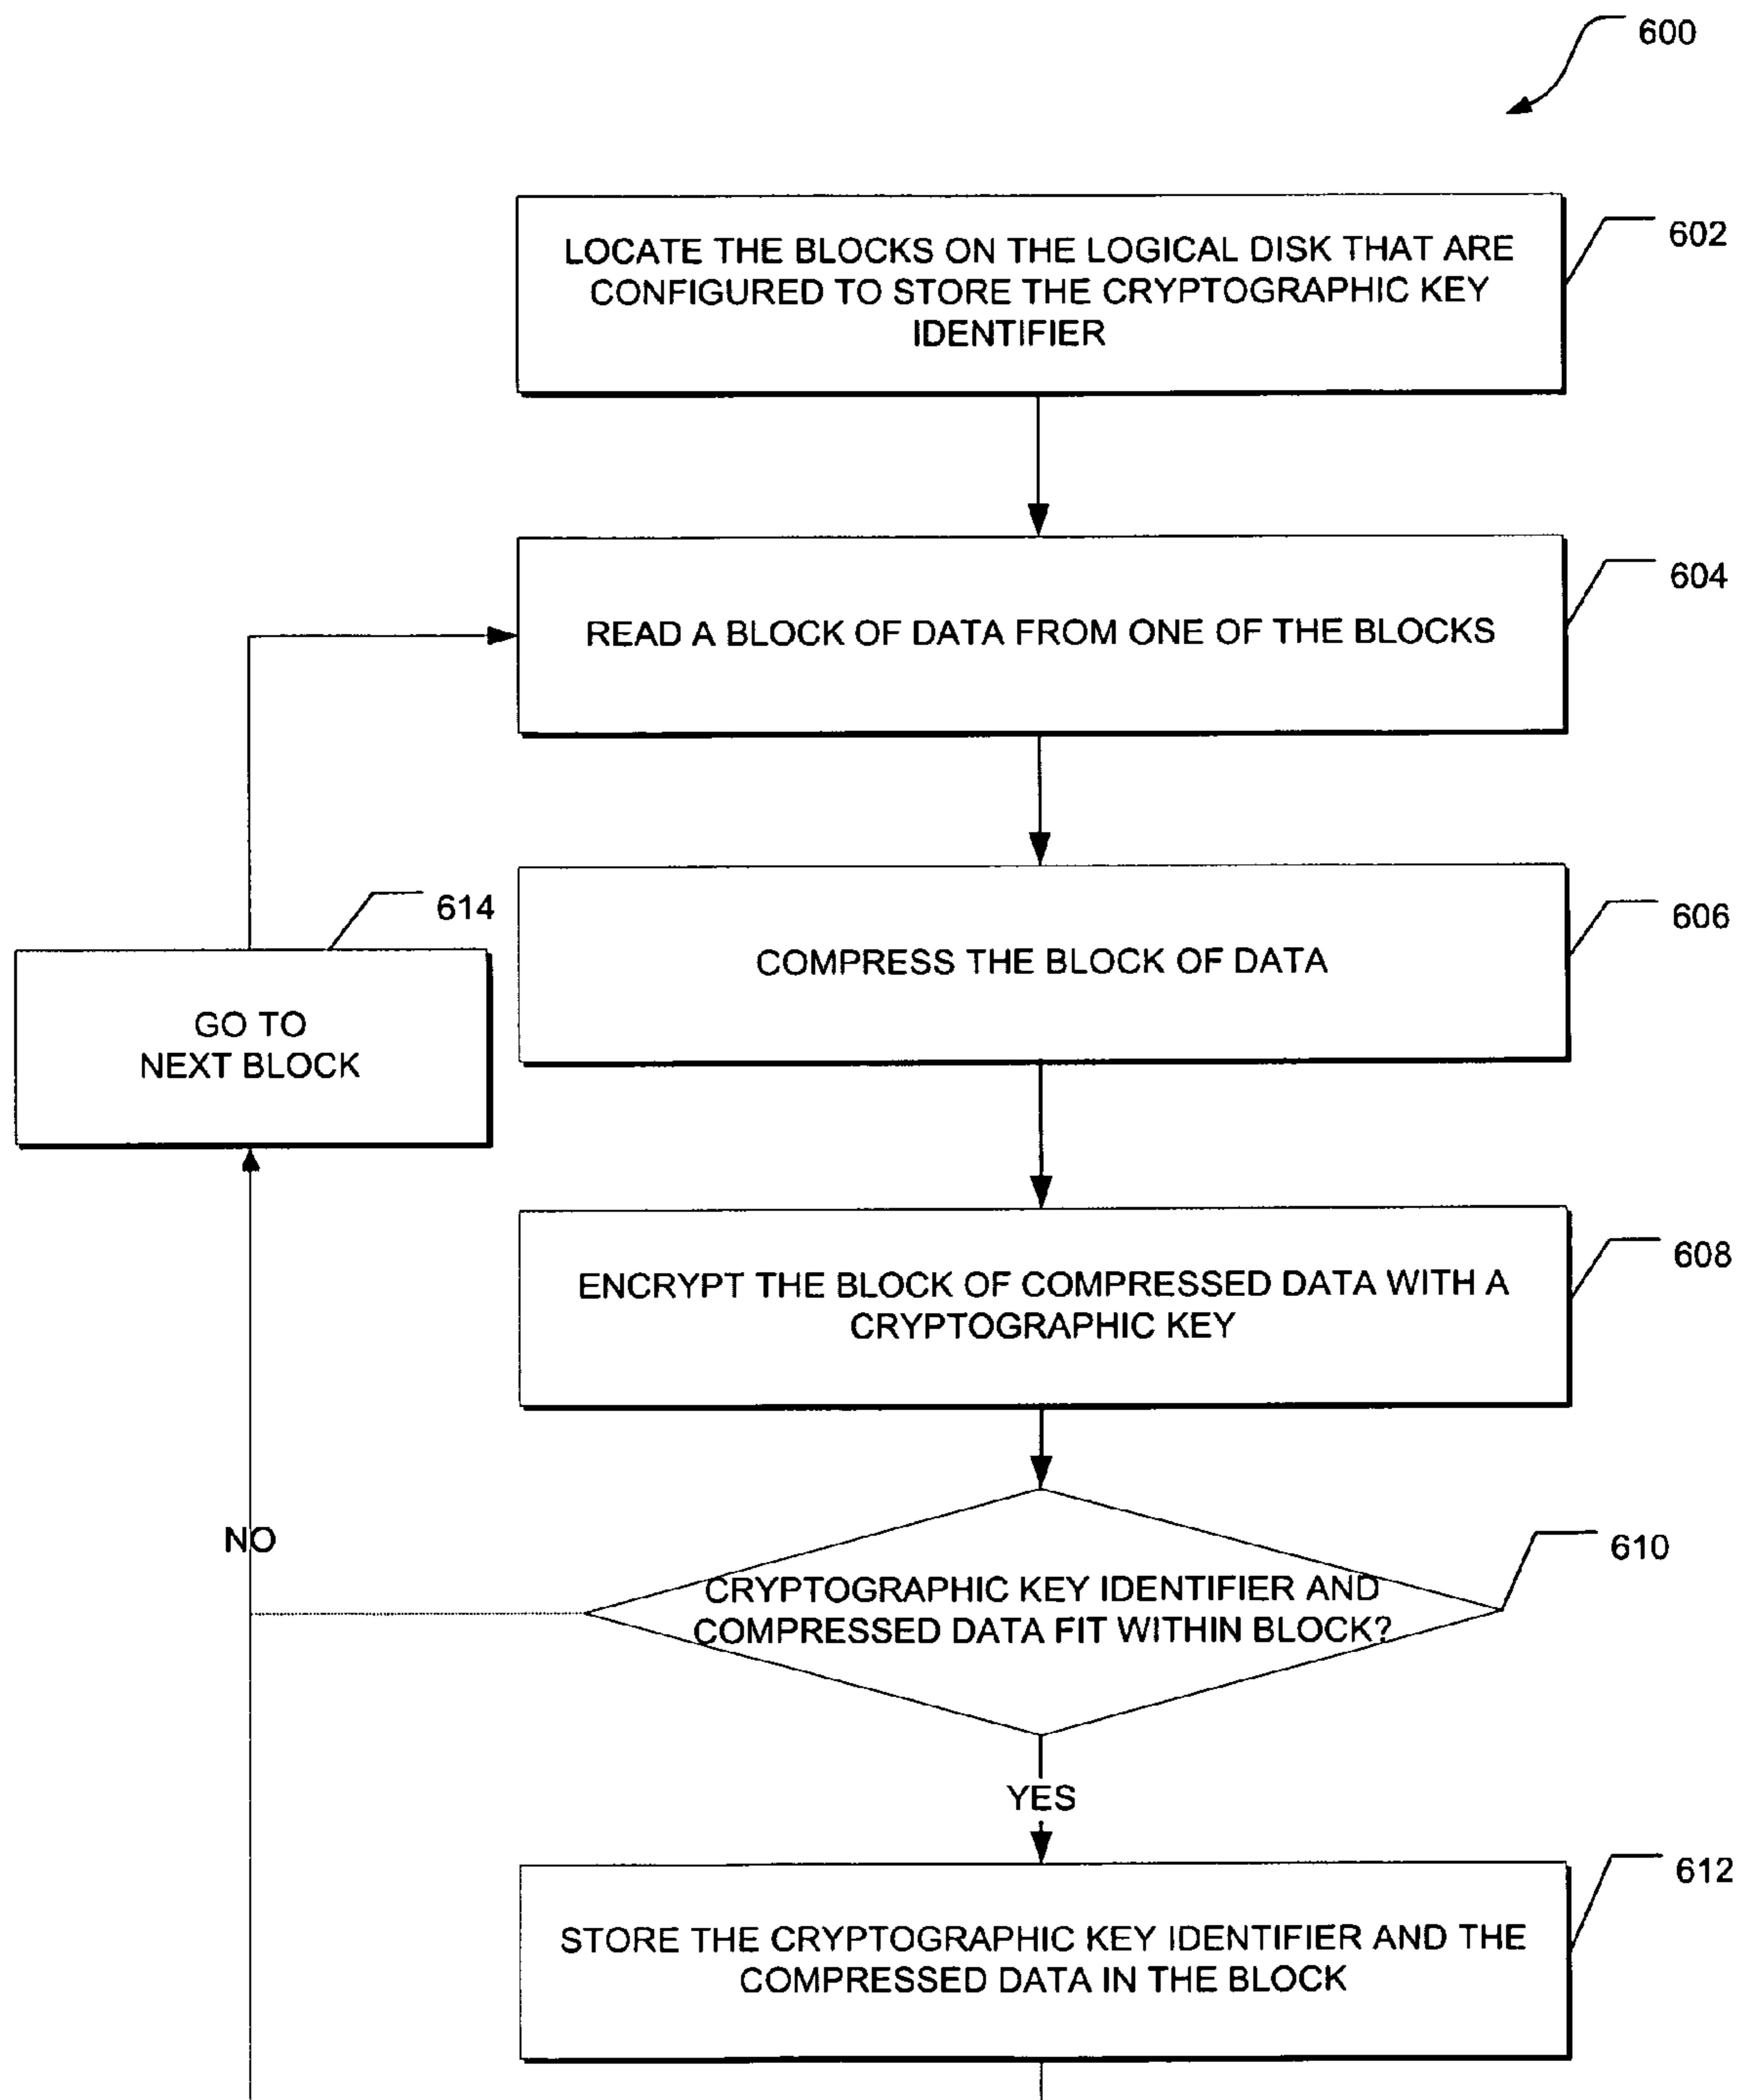 600
LOCATE THE BLOCKS ON THE LOGICAL DISK THAT ARE
CONFIGURED TO STORE THE CRYPTOGRAPHIC KEY
IDENTIFIER
602
READ A BLOCK OF DATA FROM ONE OF THE BLOCKS
604
COMPRESS THE BLOCK OF DATA
606
614
GO TO
NEXT BLOCK
ENCRYPT THE BLOCK OF COMPRESSED DATA WITH A
CRYPTOGRAPHIC KEY
608
NO
CRYPTOGRAPHIC KEY IDENTIFIER AND
COMPRESSED DATA FIT WITHIN BLOCK?
610
YES
STORE THE CRYPTOGRAPHIC KEY IDENTIFIER AND THE
COMPRESSED DATA IN THE BLOCK
612